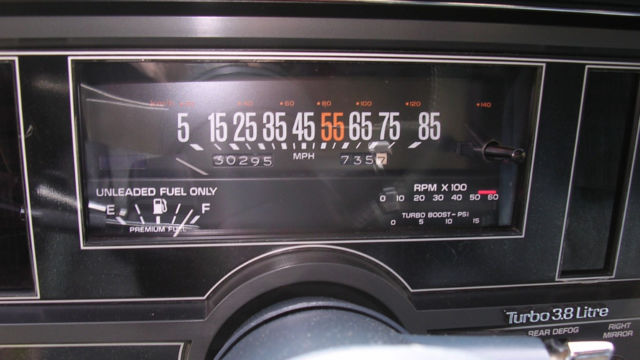 20 40 60 80 100 120 140
5 15 25 35 45 55 65 75 85
30295 MPH 7357
UNLEADED FUEL ONLY
E F
PREMIUM FUEL
RPM X 100
0 10 20 30 40 50 60
TURBO BOOST-PSI
0 5 10 15
Turbo 3.8 Litre
REAR DEFOG
RIGHT
MIRROR